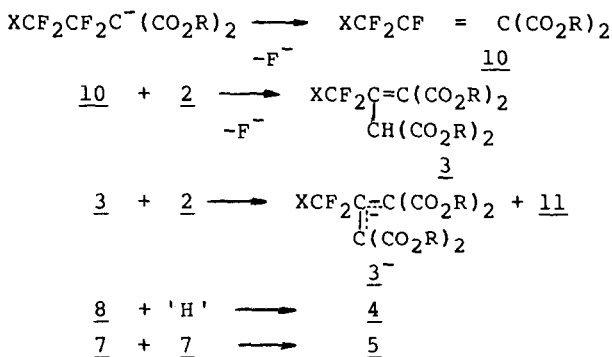 XCF₂CF₂C⁻(CO₂R)₂ ⟶ XCF₂CF = C(CO₂R)₂
-F⁻
10
10 + 2 ⟶ XCF₂C=C(CO₂R)₂
-F⁻ CH(CO₂R)₂
3
3 + 2 ⟶ XCF₂C=C(CO₂R)₂ + 11
C(CO₂R)₂
3⁻
8 + 'H' ⟶ 4
7 + 7 ⟶ 5